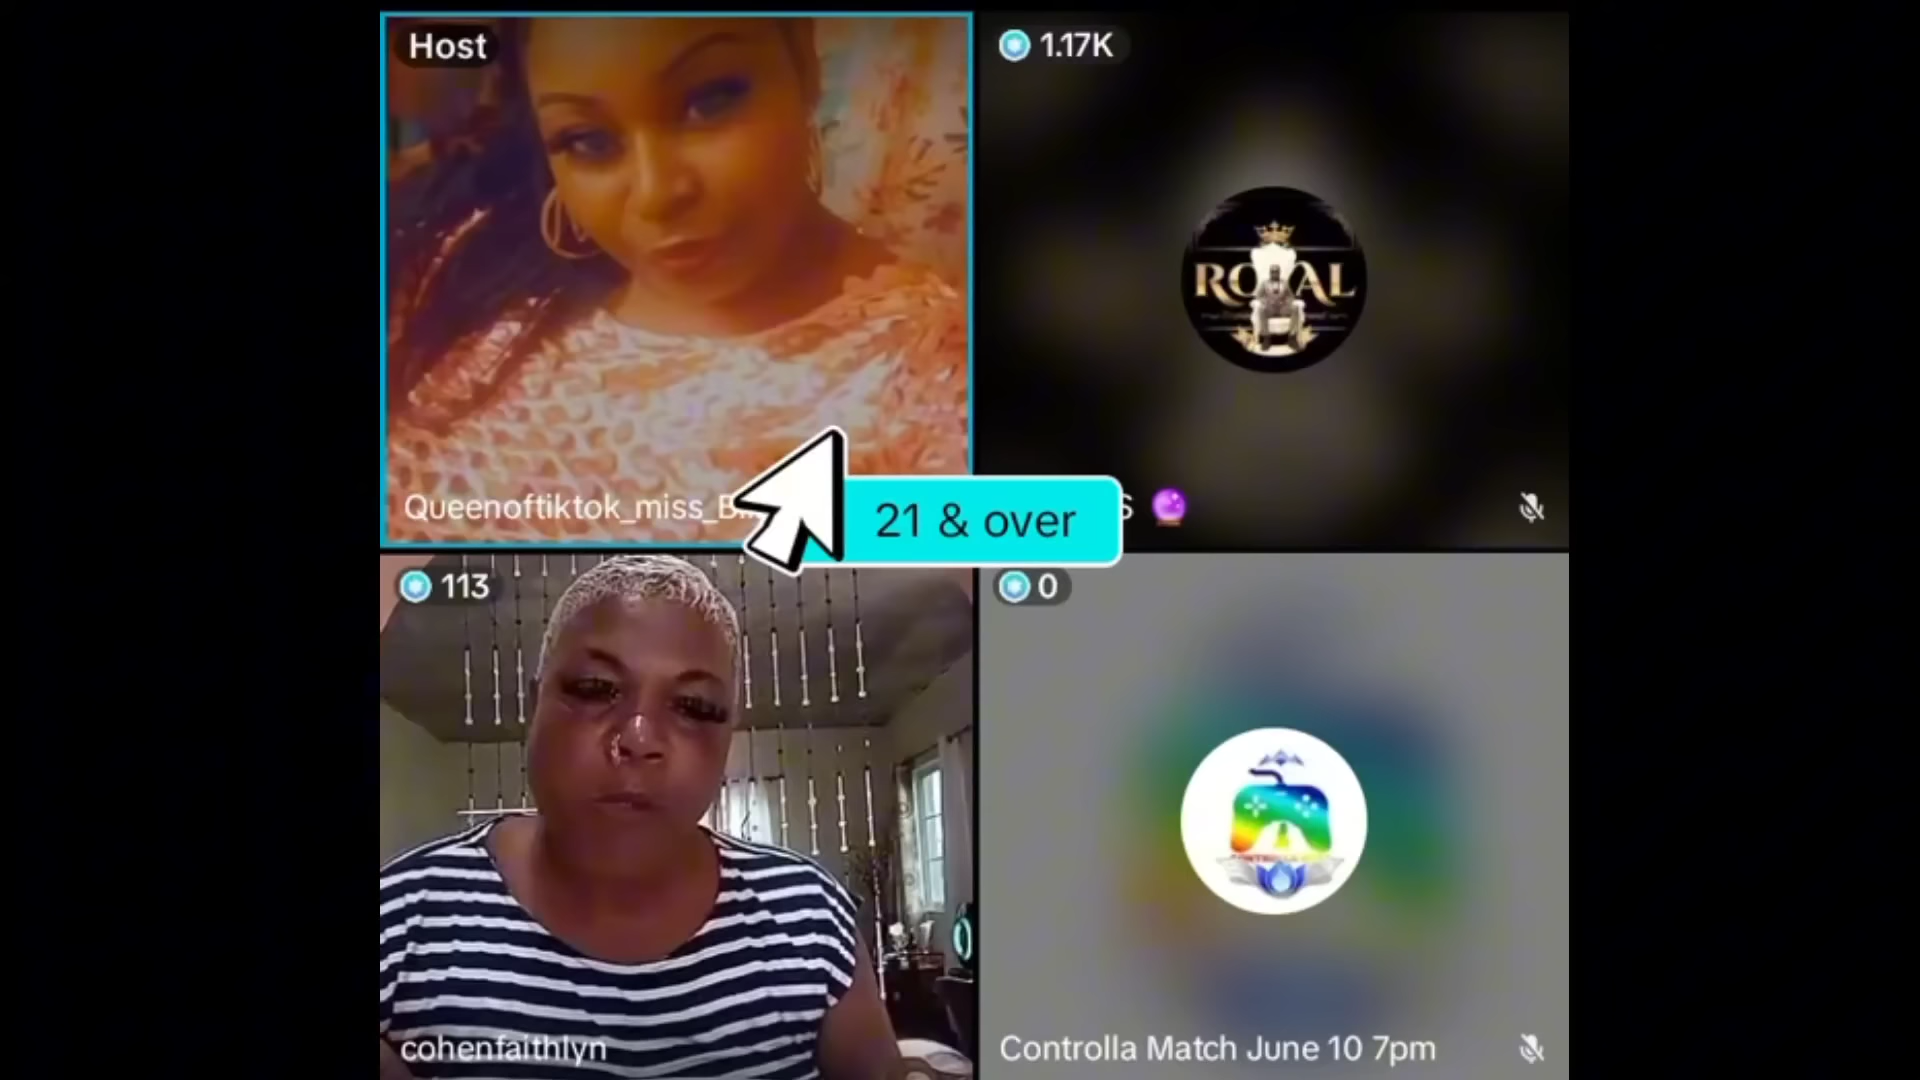 Host
1.17K
ROYAL
Queenoftiktok_miss_B
21 & over
S
113
0
cohenfaithlyn
Controlla Match June 10 7pm